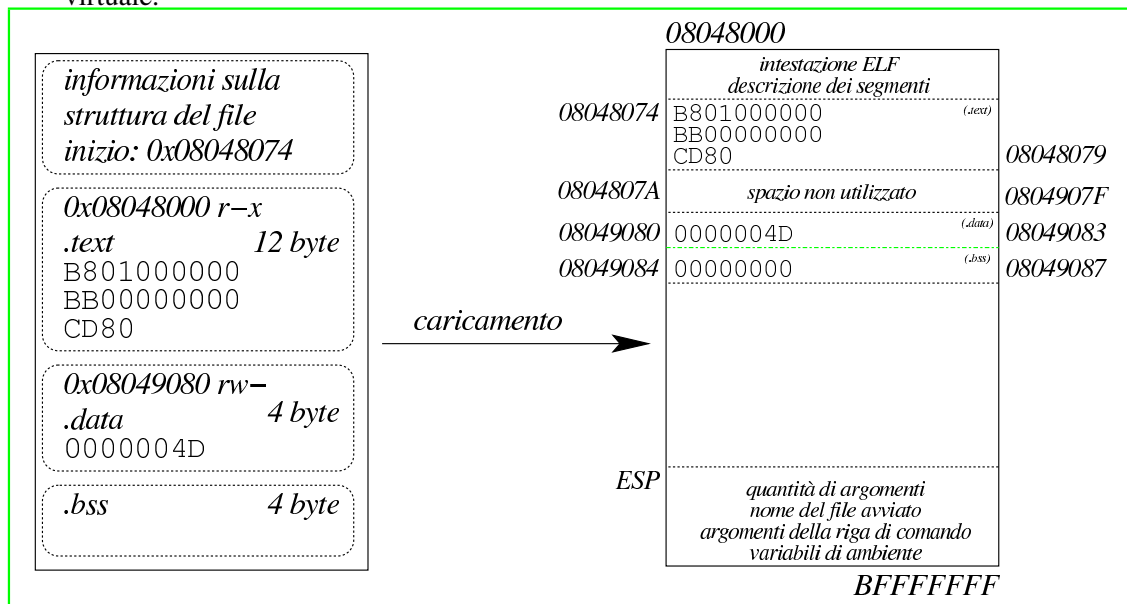 virtuale.
informazioni sulla
struttura del file
inizio: 0x08048074
0x08048000 r−x
.text 12 byte
B801000000
BB00000000
CD80
0x08049080 rw−
.data 4 byte
0000004D
.bss 4 byte
caricamento
08048000
intestazione ELF
descrizione dei segmenti
08048074 B801000000 (.text)
BB00000000
CD80 08048079
0804807A spazio non utilizzato 0804907F
08049080 0000004D (.data) 08049083
08049084 00000000 (.bss) 08049087
ESP
quantità di argomenti
nome del file avviato
argomenti della riga di comando
variabili di ambiente
BFFFFFFF